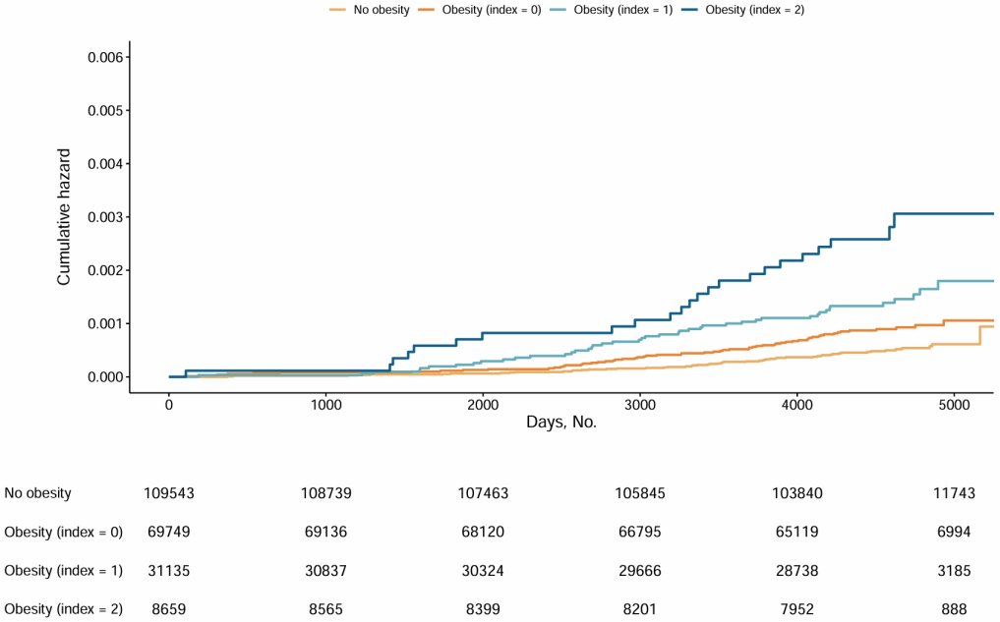 No obesity Obesity (index = 0) Obesity (index = 1) Obesity (index = 2)
0.006
0.005
0.004
0.003
0.002
0.001
0.000
Cumulative hazard
0 1000 2000 3000 4000 5000
Days, No.
No obesity 109543 108739 107463 105845 103840 11743
Obesity (index = 0) 69749 69136 68120 66795 65119 6994
Obesity (index = 1) 31135 30837 30324 29666 28738 3185
Obesity (index = 2) 8659 8565 8399 8201 7952 888